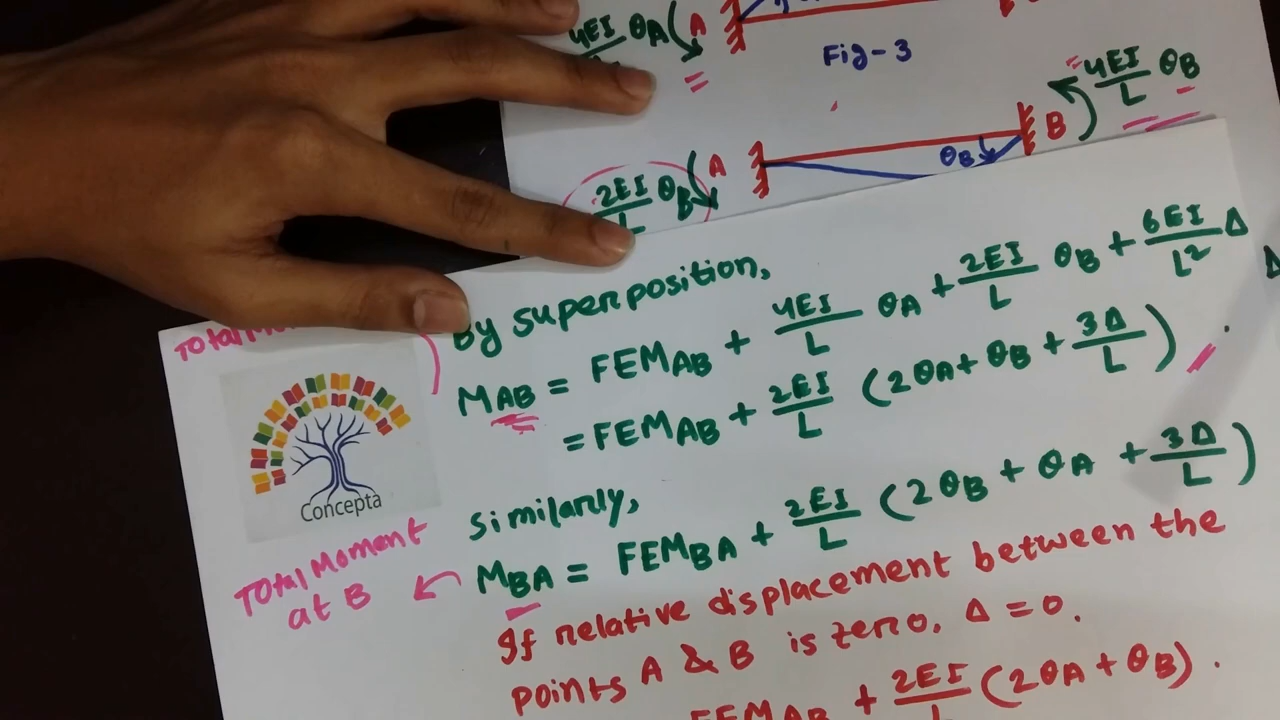 4EI θA A
Fig-3
4EI/L θB
B
θB
A
2EI/L θB
By superposition,
MAB = FEMAB + 4EI/L θA + 2EI/L θB + 6EI/L² Δ
= FEMAB + 2EI/L (2θA + θB + 3Δ/L)
Similarly,
Total Moment at B
MBA = FEMBA + 2EI/L (2θB + θA + 3Δ/L)
If relative displacement between the
points A & B is zero, Δ = 0.
FEMAB + 2EI/L (2θA + θB).
Concepta